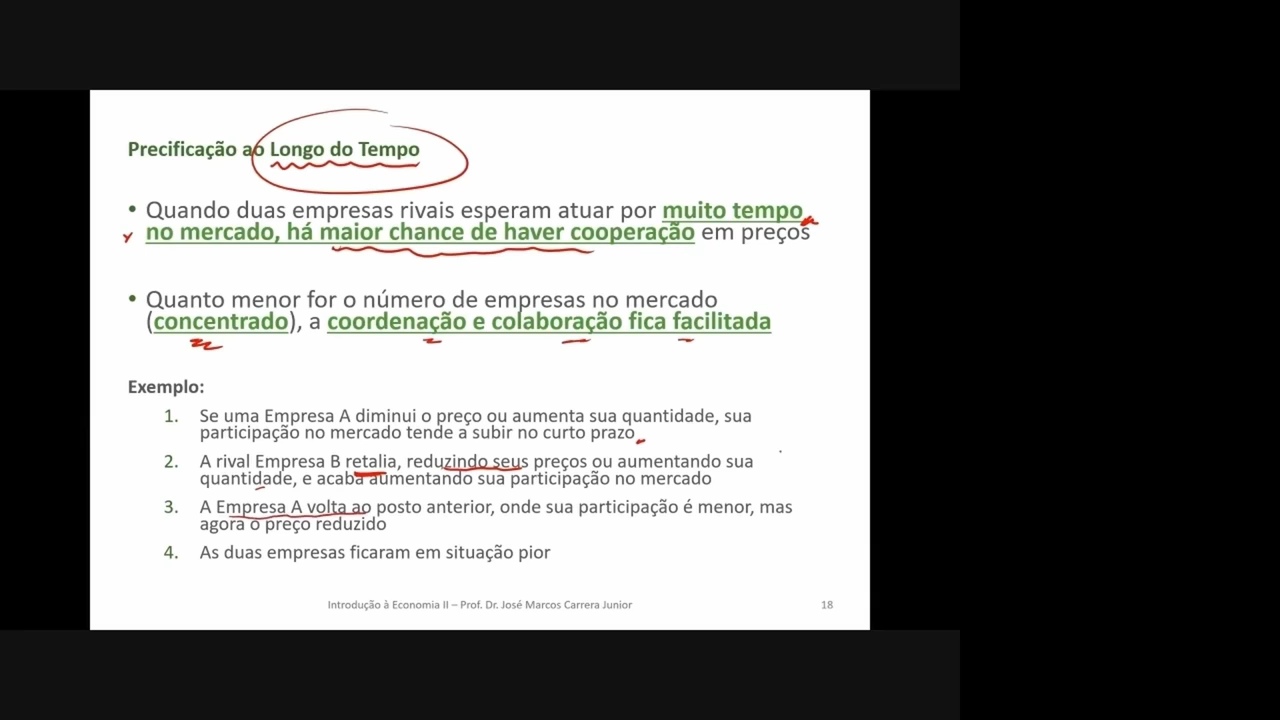 Precificação ao Longo do Tempo
• Quando duas empresas rivais esperam atuar por muito tempo
no mercado, há maior chance de haver cooperação em preços
• Quanto menor for o número de empresas no mercado
(concentrado), a coordenação e colaboração fica facilitada
Exemplo:
1. Se uma Empresa A diminui o preço ou aumenta sua quantidade, sua
participação no mercado tende a subir no curto prazo
2. A rival Empresa B retalia, reduzindo seus preços ou aumentando sua
quantidade, e acaba aumentando sua participação no mercado
3. A Empresa A volta ao posto anterior, onde sua participação é menor, mas
agora o preço reduzido
4. As duas empresas ficaram em situação pior
Introdução à Economia II – Prof. Dr. José Marcos Carrera Junior
18